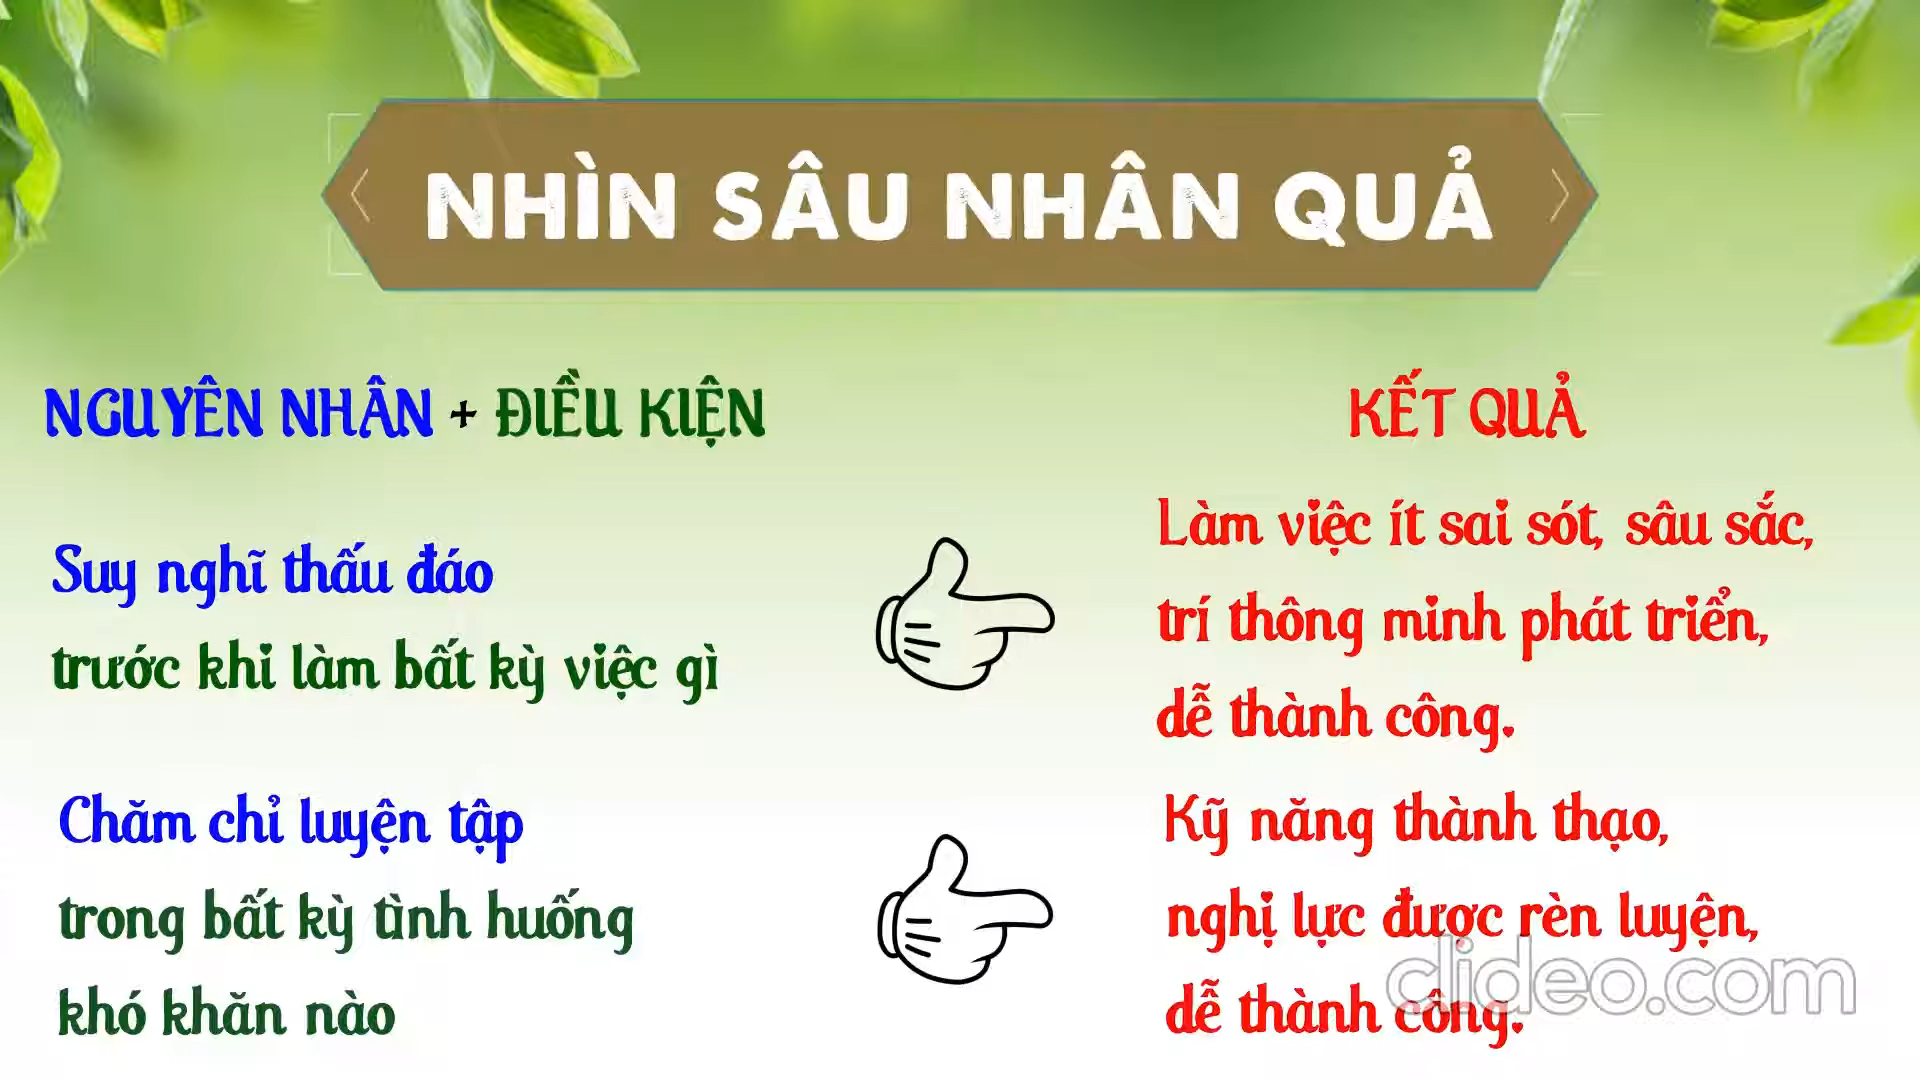 NHÌN SÂU NHÂN QUẢ
NGUYÊN NHÂN + ĐIỀU KIỆN
KẾT QUẢ
Suy nghĩ thấu đáo
trước khi làm bất kỳ việc gì
Làm việc ít sai sót, sâu sắc,
trí thông minh phát triển,
dễ thành công.
Chăm chỉ luyện tập
trong bất kỳ tình huống
khó khăn nào
Kỹ năng thành thạo,
nghị lực được rèn luyện,
dễ thành công.
clideo.com